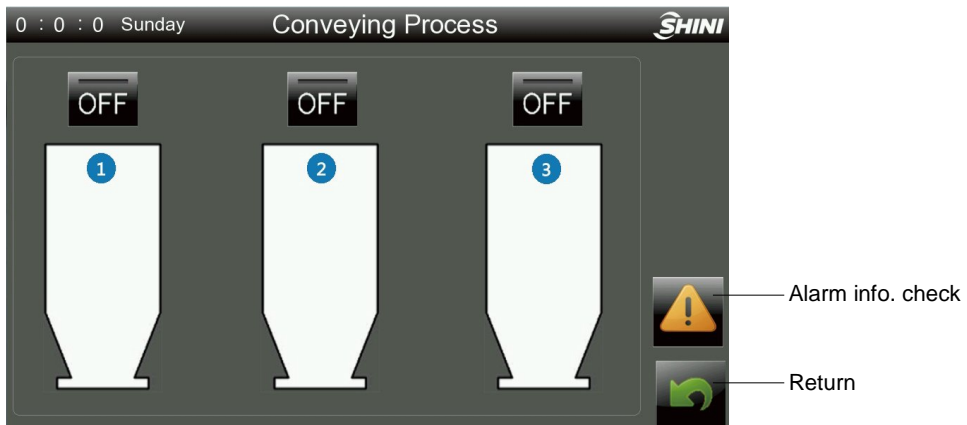 0 : 0 : 0 Sunday Conveying Process SHINI
OFF OFF OFF
1 2 3
Alarm info. check
Return